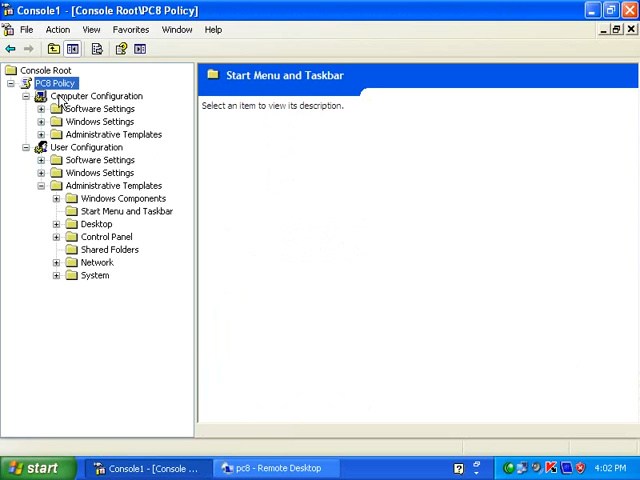 Console1 - [Console Root\PC8 Policy]
File Action View Favorites Window Help
Console Root
PC8 Policy
Computer Configuration
Software Settings
Windows Settings
Administrative Templates
User Configuration
Software Settings
Windows Settings
Administrative Templates
Windows Components
Start Menu and Taskbar
Desktop
Control Panel
Shared Folders
Network
System
Start Menu and Taskbar
Select an item to view its description.
start
Console1 - [Console ...
pc8 - Remote Desktop
4:02 PM